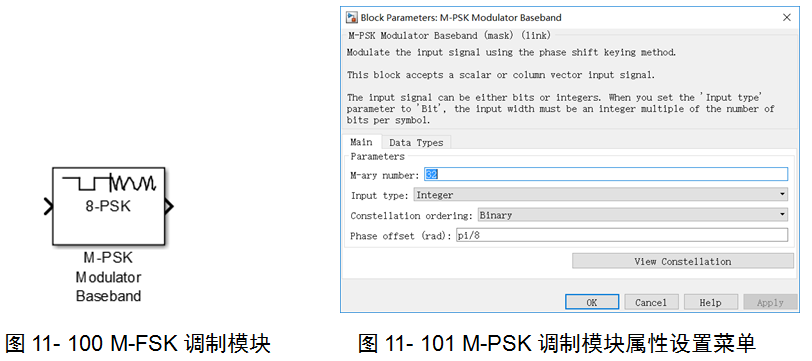 8-PSK
M-PSK
Modulator
Baseband
图 11- 100 M-FSK 调制模块
Block Parameters: M-PSK Modulator Baseband
M-PSK Modulator Baseband (mask) (link)
Modulate the input signal using the phase shift keying method.
This block accepts a scalar or column vector input signal.
The input signal can be either bits or integers. When you set the 'Input type'
parameter to 'Bit', the input width must be an integer multiple of the number of
bits per symbol.
Main Data Types
Parameters
M-ary number: 32
Input type: Integer
Constellation ordering: Binary
Phase offset (rad): pi/8
View Constellation
OK Cancel Help Apply
图 11- 101 M-PSK 调制模块属性设置菜单